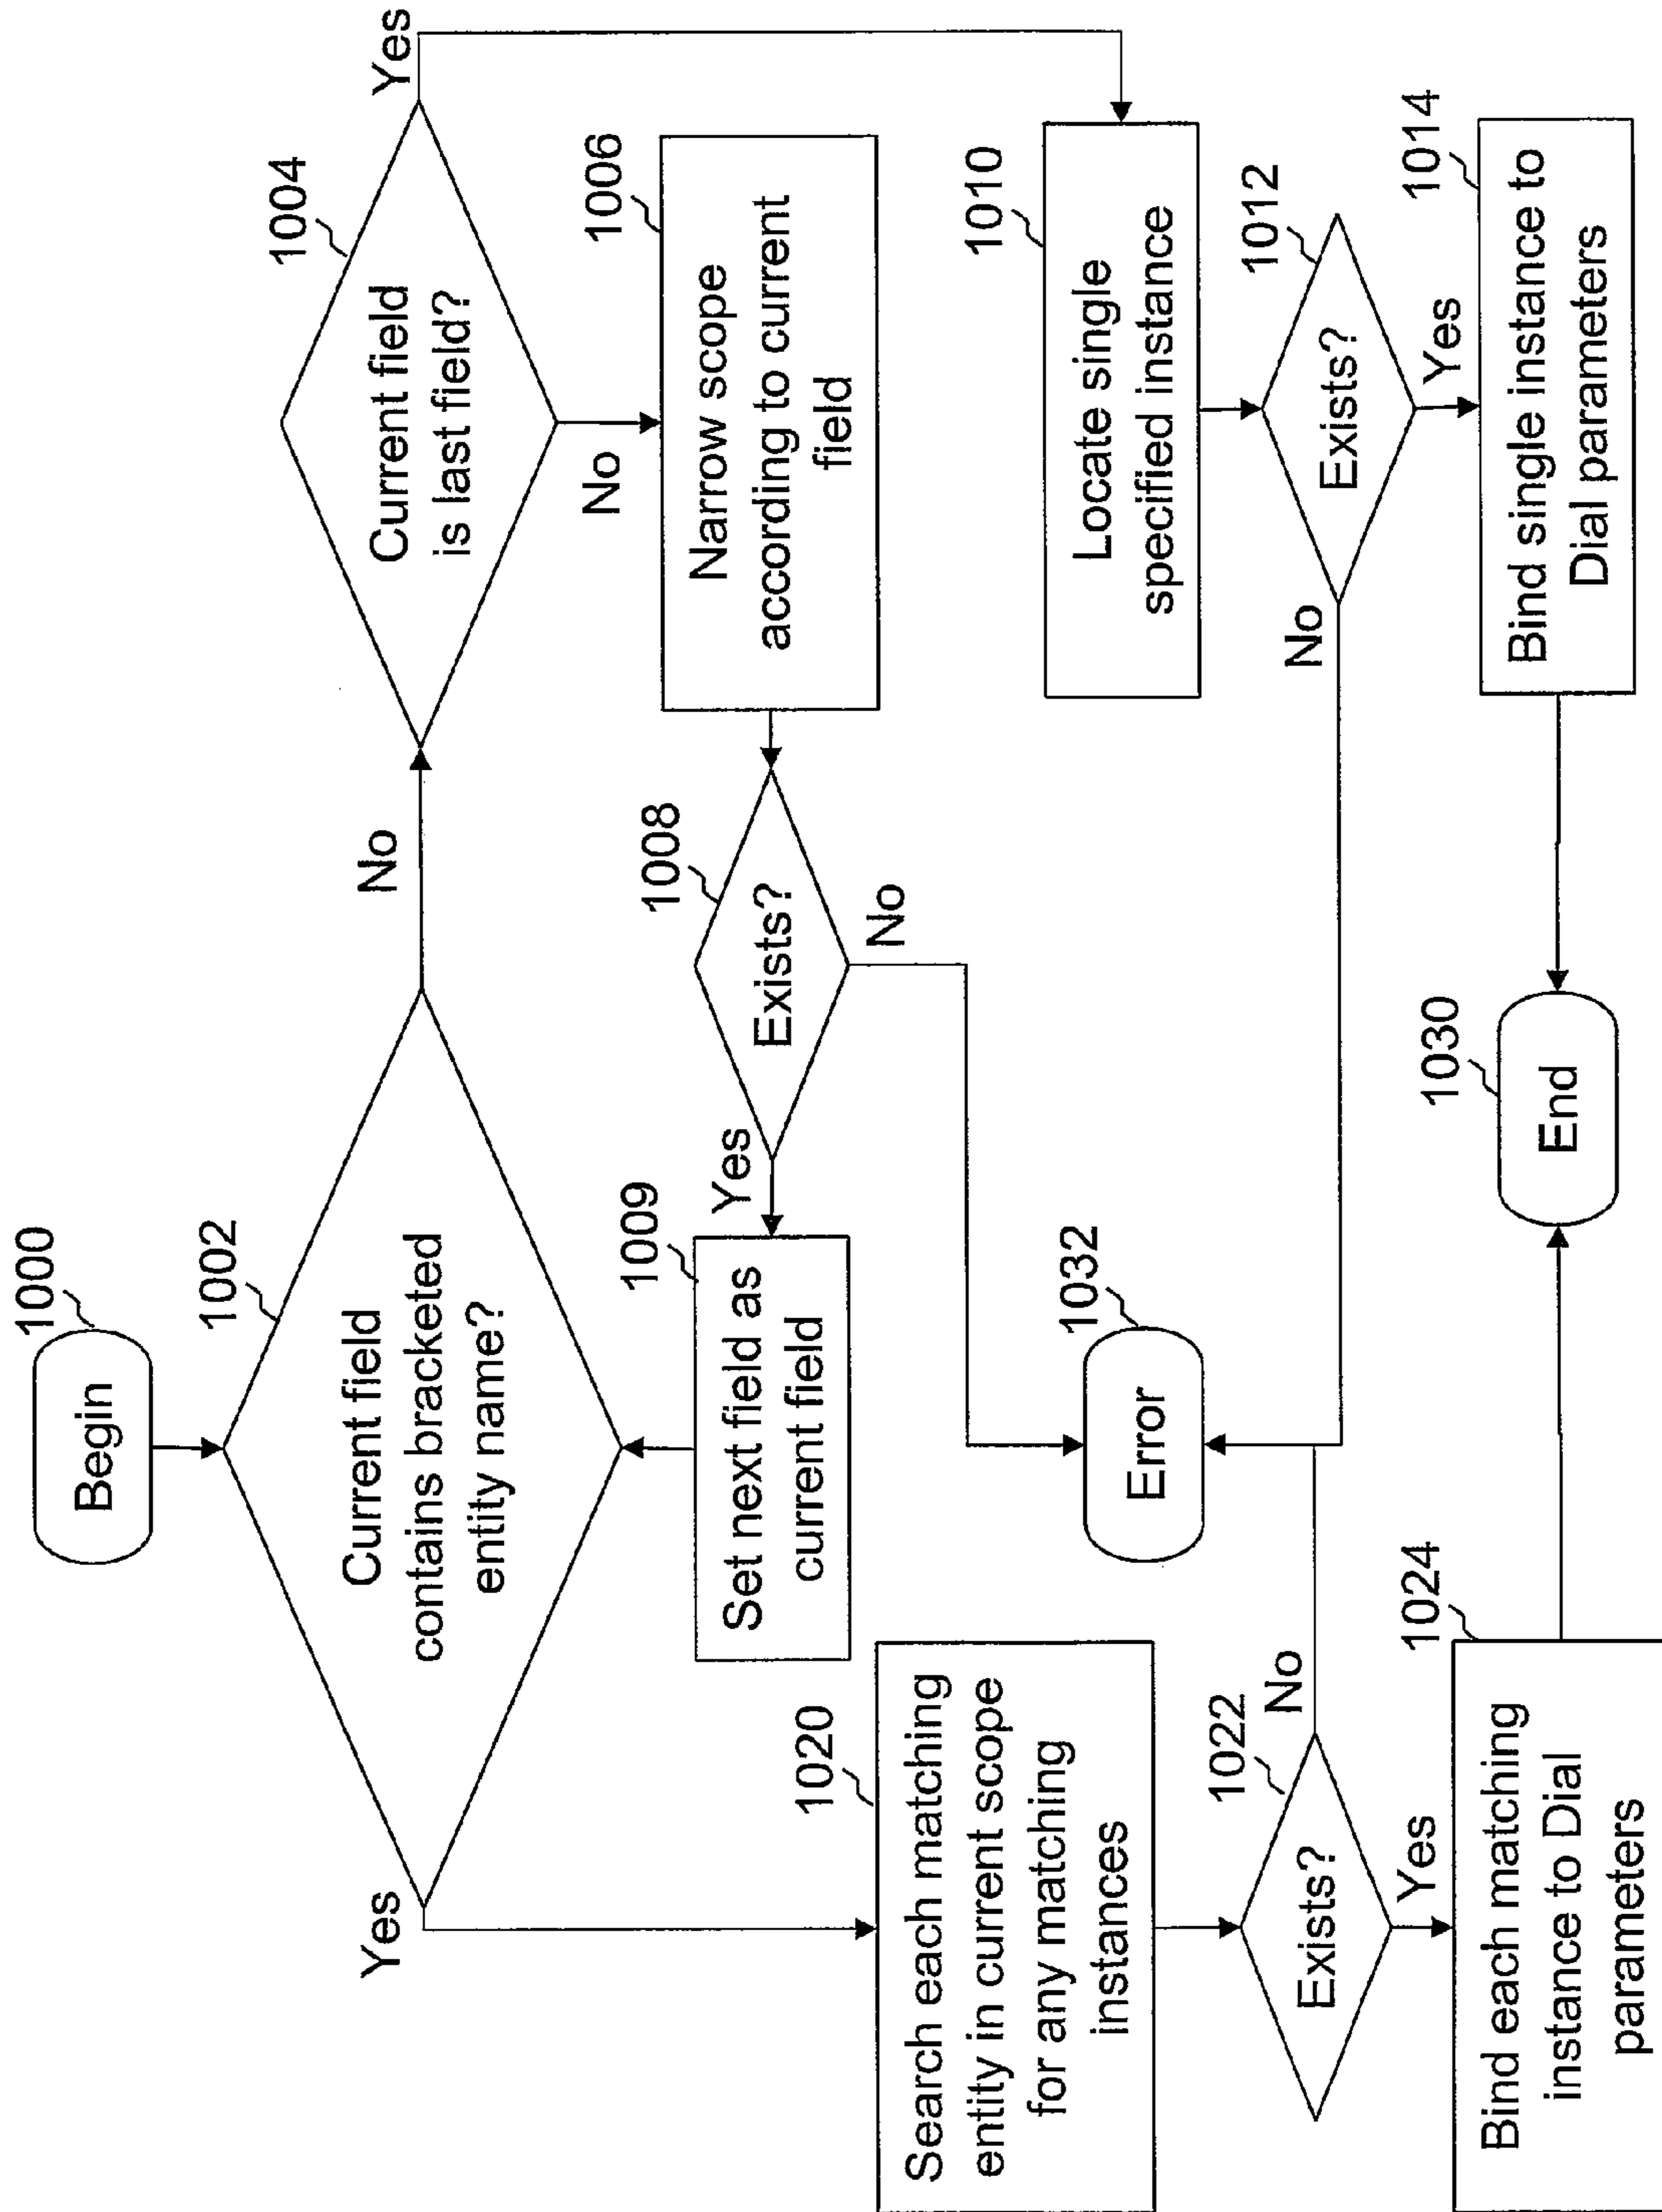 1000
Begin
1002
Current field
contains bracketed
entity name?
Yes
No
1004
Current field
is last field?
Yes
No
1006
Narrow scope
according to current
field
1008
Exists?
Yes
No
1009
Set next field as
current field
1010
Locate single
specified instance
1012
Exists?
No
Yes
1014
Bind single instance to
Dial parameters
1020
Search each matching
entity in current scope
for any matching
instances
1022
Exists?
No
Yes
1024
Bind each matching
instance to Dial
parameters
1032
Error
1030
End